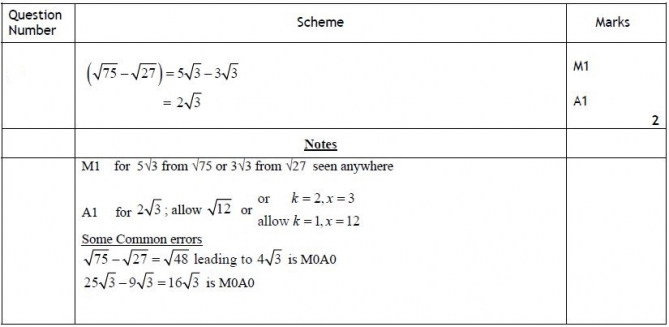 Question Number Scheme Marks
(√75 – √27) = 5√3 – 3√3 M1
= 2√3 A1
2
Notes
M1 for 5√3 from √75 or 3√3 from √27 seen anywhere
or k = 2, x = 3
A1 for 2√3; allow √12 or
allow k = 1, x = 12
Some Common errors
√75 – √27 = √48 leading to 4√3 is M0A0
25√3 – 9√3 = 16√3 is M0A0